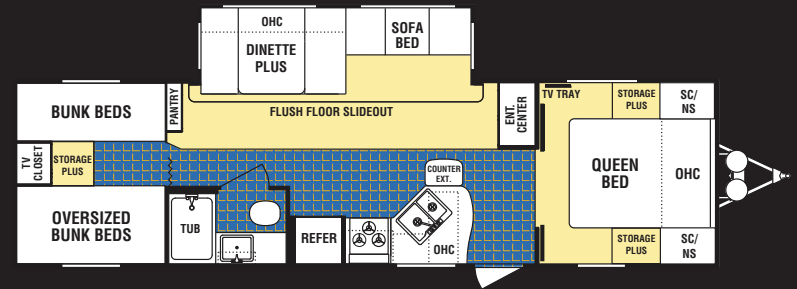 OHC
DINETTE
PLUS
SOFA
BED
BUNK BEDS
PANTRY
FLUSH FLOOR SLIDEOUT
ENT.
CENTER
TV TRAY
STORAGE
PLUS
SC/
NS
TV
CLOSET
STORAGE
PLUS
COUNTER
EXT.
QUEEN
BED
OHC
OVERSIZED
BUNK BEDS
TUB
REFER
OHC
STORAGE
PLUS
SC/
NS